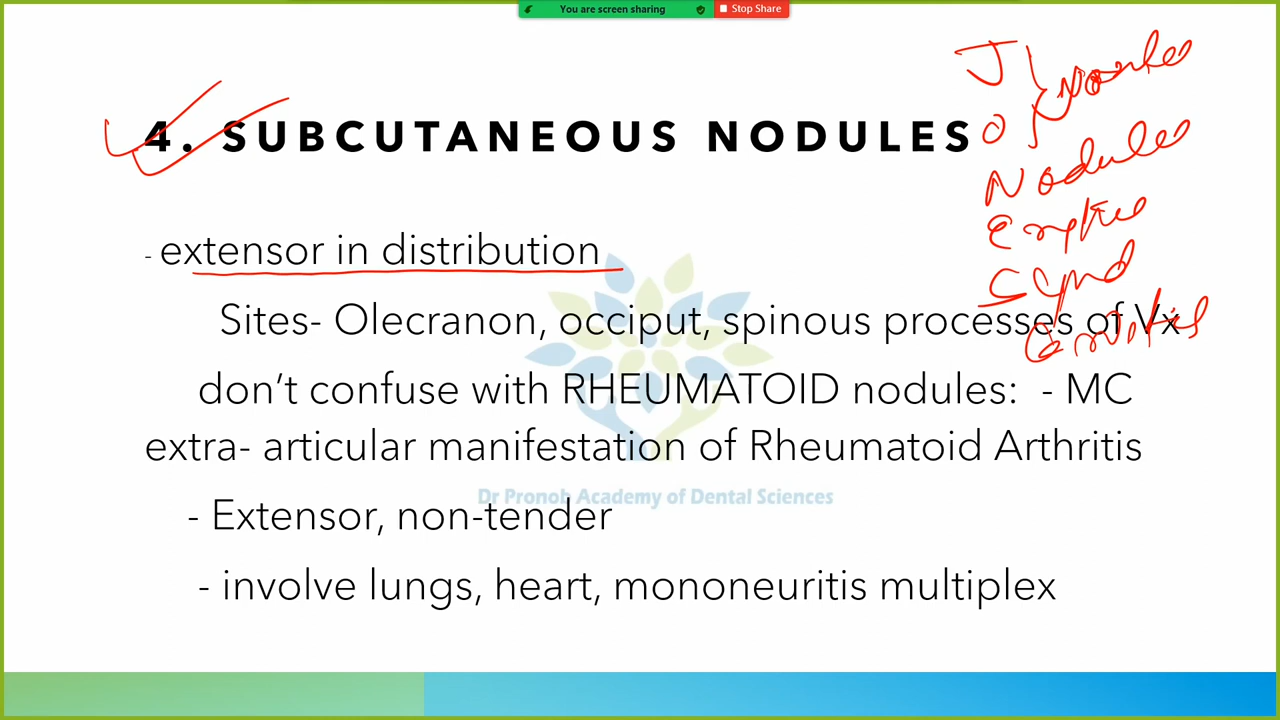 You are screen sharing Stop Share
J
O
Nodules
4. SUBCUTANEOUS NODULES
- extensor in distribution
Sites- Olecranon, occiput, spinous processes of Vx
don’t confuse with RHEUMATOID nodules: - MC
extra- articular manifestation of Rheumatoid Arthritis
Dr Pronob Academy of Dental Sciences
- Extensor, non-tender
- involve lungs, heart, mononeuritis multiplex